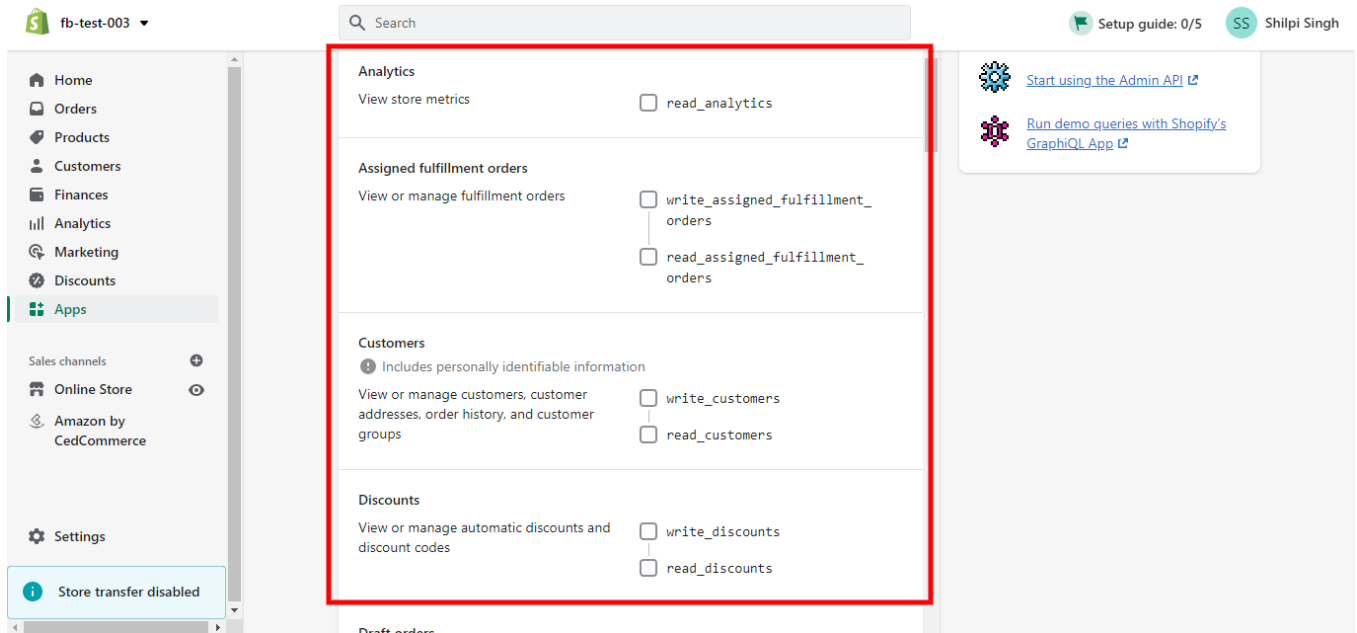 fb-test-003
Search
Setup guide: 0/5
SS
Shilpi Singh
Home
Orders
Products
Customers
Finances
Analytics
Marketing
Discounts
Apps
Sales channels
Online Store
Amazon by
CedCommerce
Settings
Store transfer disabled
Analytics
View store metrics
read_analytics
Assigned fulfillment orders
View or manage fulfillment orders
write_assigned_fulfillment_
orders
read_assigned_fulfillment_
orders
Customers
Includes personally identifiable information
View or manage customers, customer
addresses, order history, and customer
groups
write_customers
read_customers
Discounts
View or manage automatic discounts and
discount codes
write_discounts
read_discounts
Draft orders
Start using the Admin API
Run demo queries with Shopify's
GraphiQL App